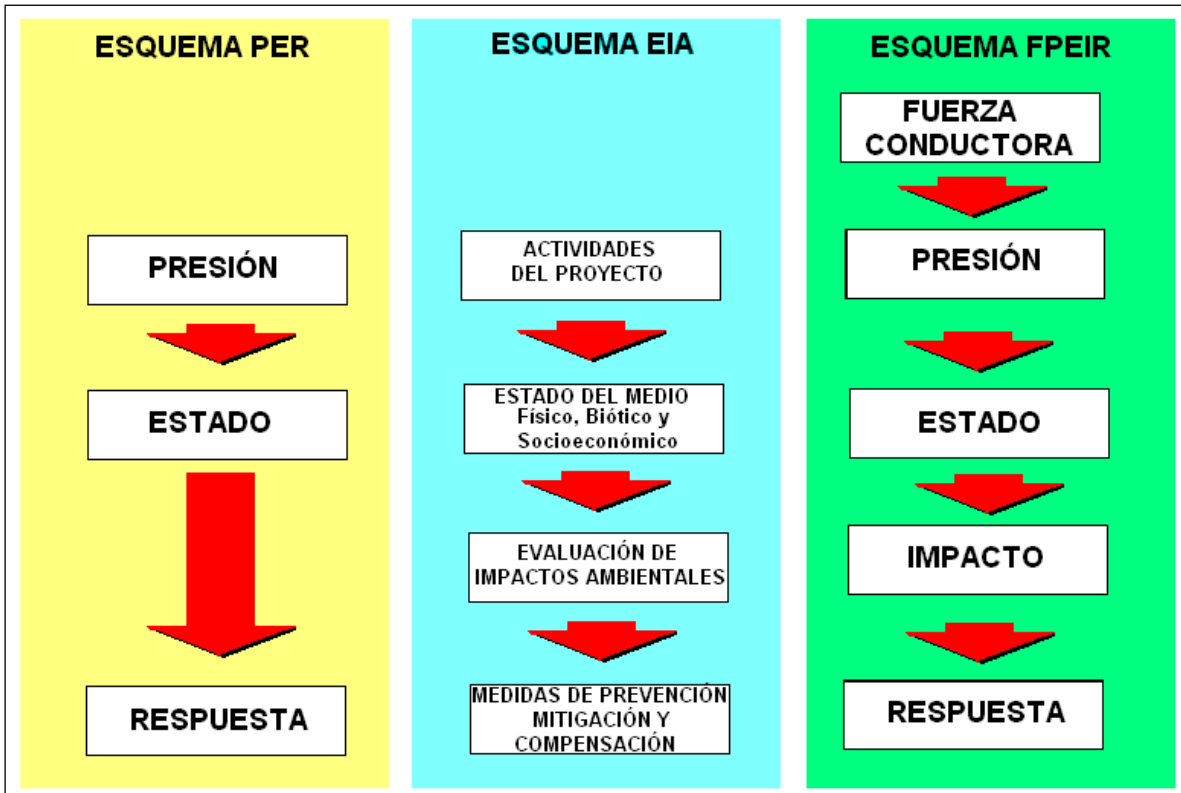 ESQUEMA PER
PRESIÓN
ESTADO
RESPUESTA
ESQUEMA EIA
ACTIVIDADES
DEL PROYECTO
ESTADO DEL MEDIO
Físico, Biótico y
Socioeconómico
EVALUACIÓN DE
IMPACTOS AMBIENTALES
MEDIDAS DE PREVENCIÓN
MITIGACIÓN Y
COMPENSACIÓN
ESQUEMA FPEIR
FUERZA
CONDUCTORA
PRESIÓN
ESTADO
IMPACTO
RESPUESTA